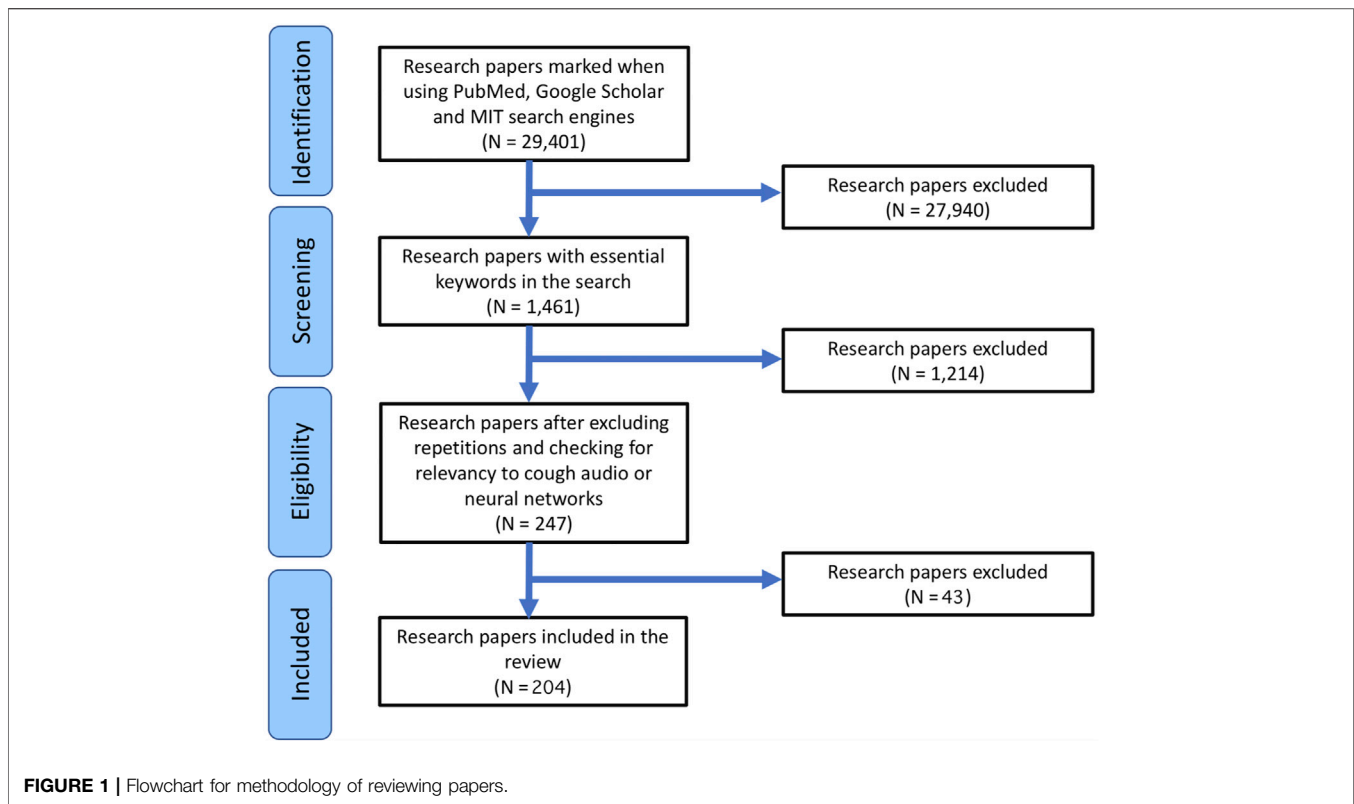 Identification
Research papers marked when
using PubMed, Google Scholar
and MIT search engines
(N = 29,401)
Research papers excluded
(N = 27,940)
Screening
Research papers with essential
keywords in the search
(N = 1,461)
Research papers excluded
(N = 1,214)
Eligibility
Research papers after excluding
repetitions and checking for
relevancy to cough audio or
neural networks
(N = 247)
Research papers excluded
(N = 43)
Included
Research papers included in the
review
(N = 204)
FIGURE 1 | Flowchart for methodology of reviewing papers.